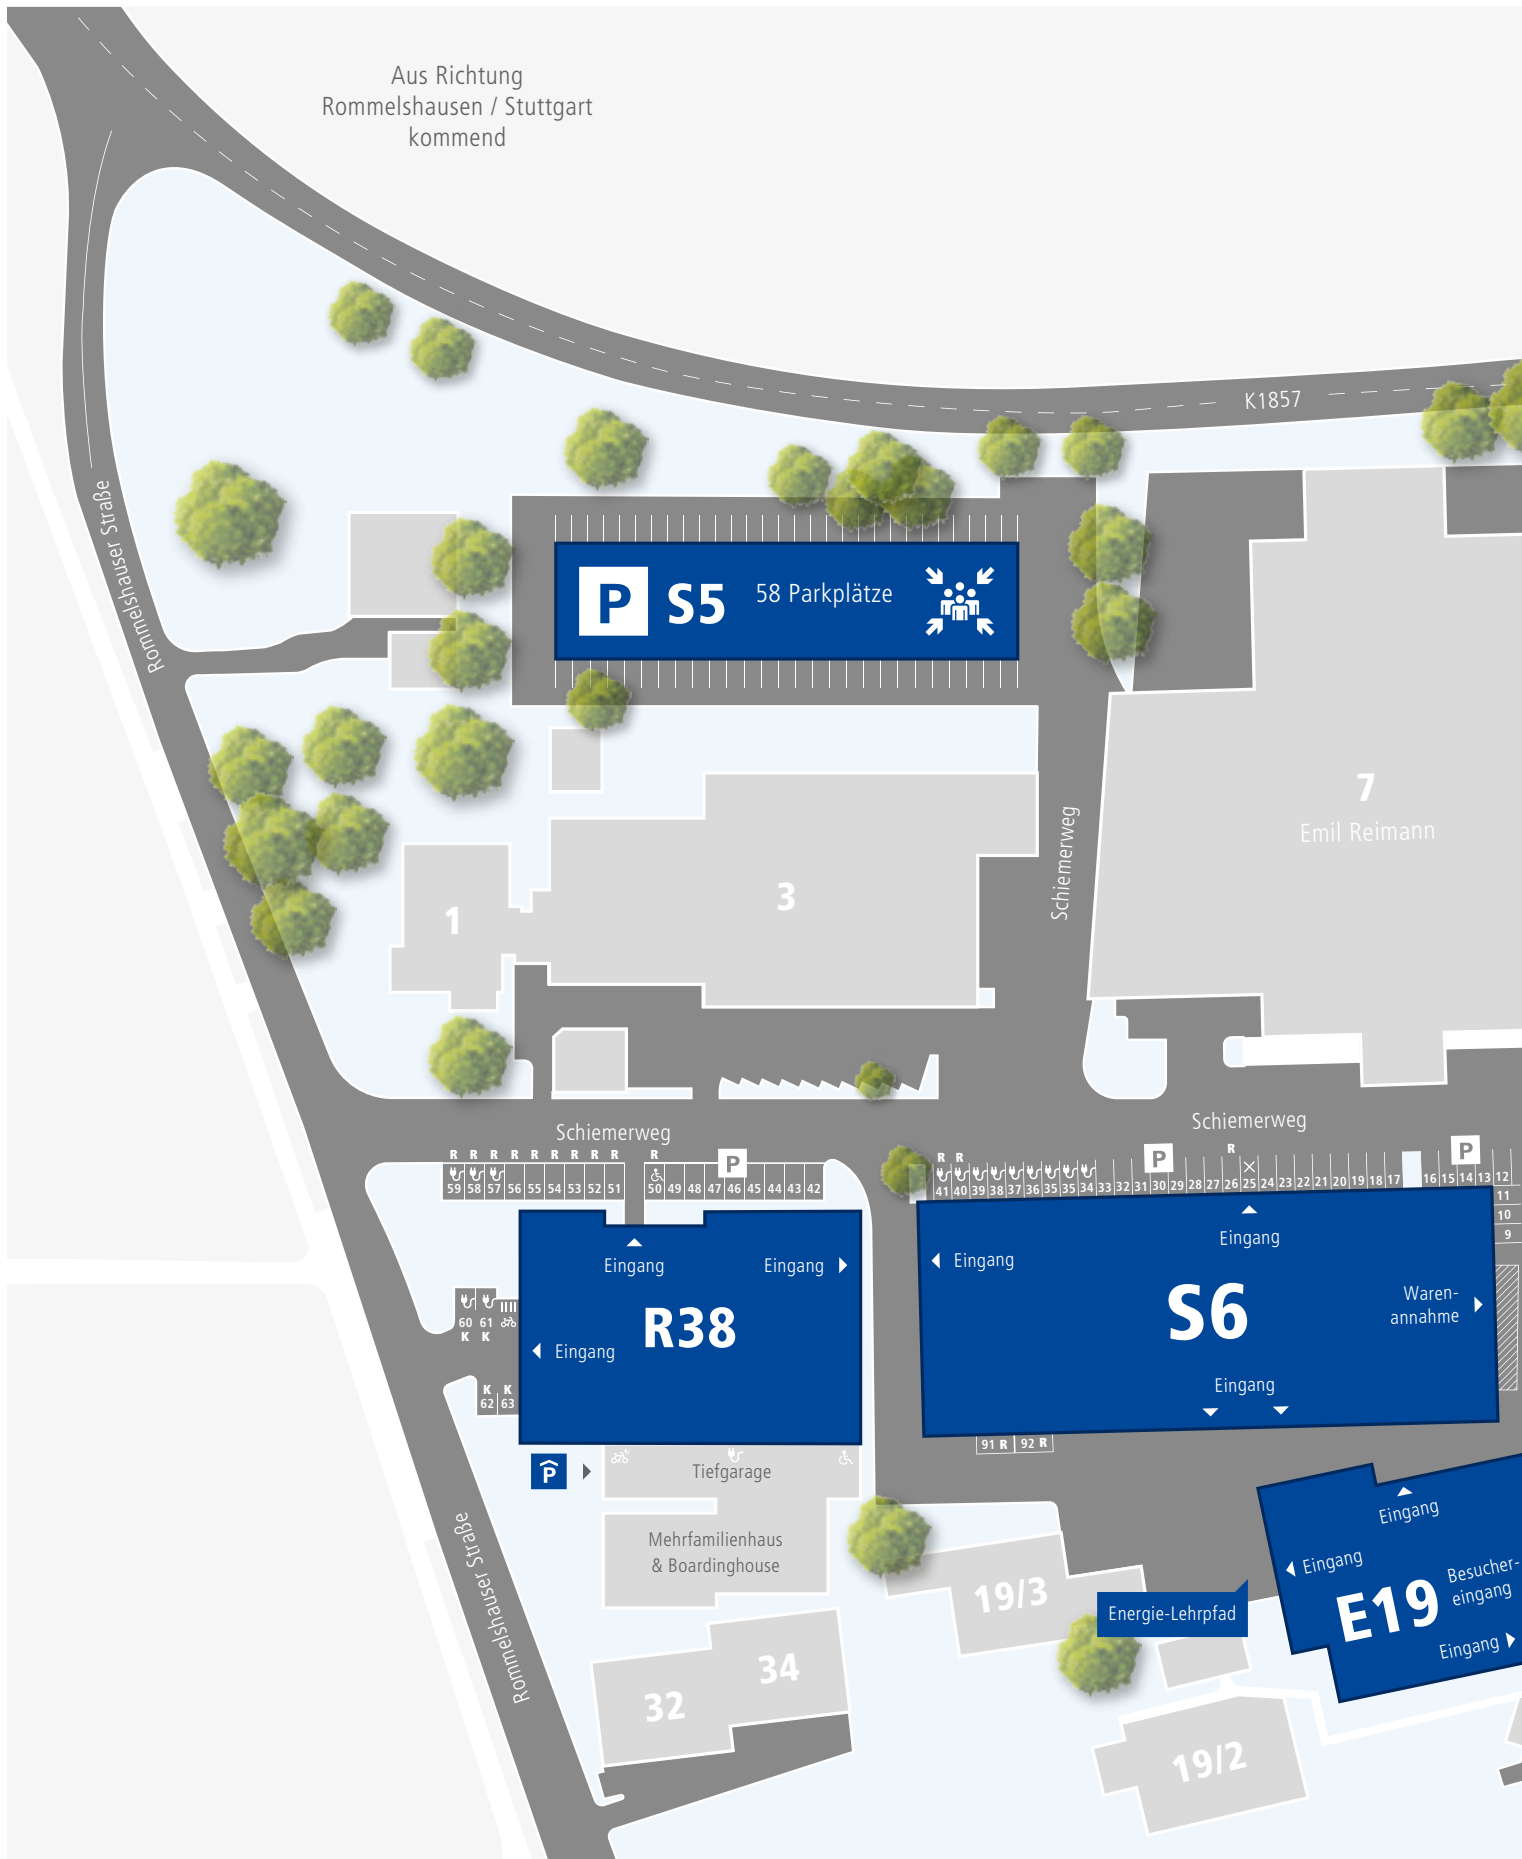 Aus Richtung
Rommelshausen / Stuttgart
kommend
K1857
Rommelshauser Straße
P S5 58 Parkplätze
7
Emil Reimann
Schiemerweg
3
1
Schiemerweg
Schiemerweg
R R R R R R R R R
R P
59 58 57 56 55 54 53 52 51
50 49 48 47 46 45 44 43 42
R R P R P
41 40 39 38 37 36 35 35 34 33 32 31 30 29 28 27 26 25 24 23 22 21 20 19 18 17
16 15 14 13 12
11
10
9
Eingang
Eingang
R38
Eingang
60 61
K K
K K
62 63
Eingang
Eingang
S6
Waren-
annahme
Eingang
91 R 92 R
P
Tiefgarage
Mehrfamilienhaus
& Boardinghouse
Rommelshauser Straße
34
32
19/3
Energie-Lehrpfad
19/2
Eingang
Eingang
Besucher-
eingang
E19
Eingang